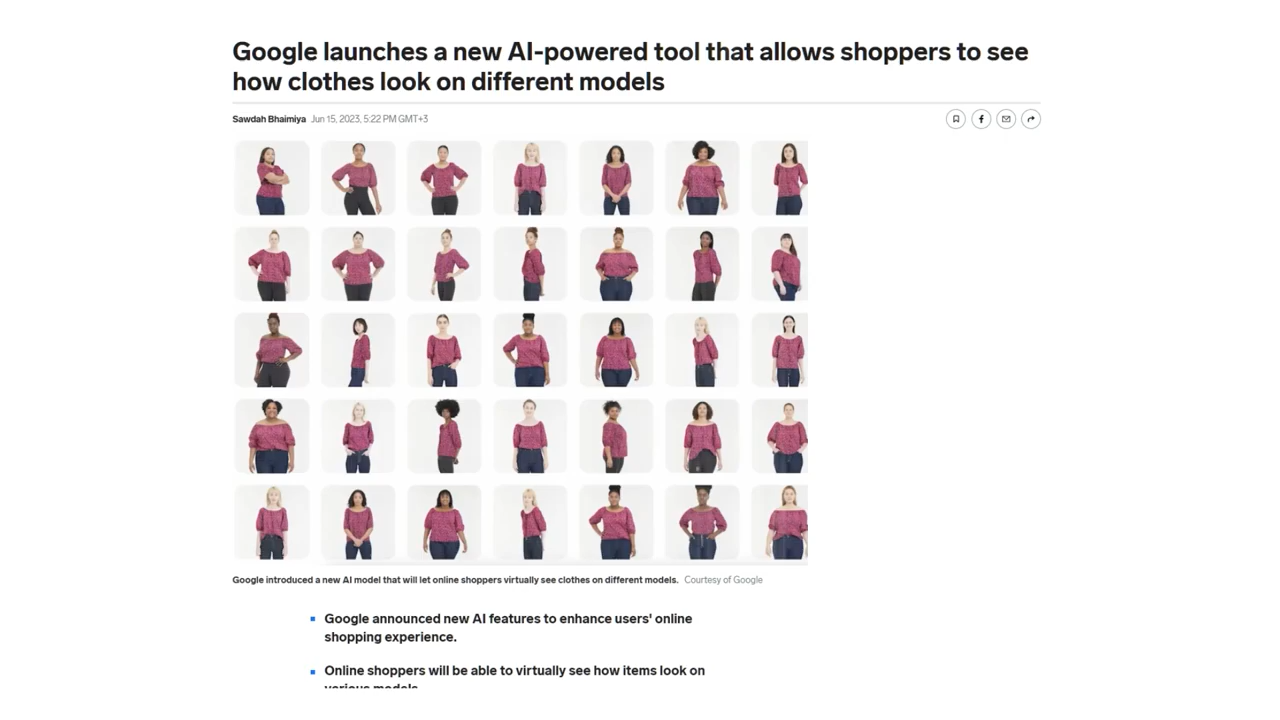 Google launches a new AI-powered tool that allows shoppers to see
how clothes look on different models
Sawdah Bhaimiya Jun 15, 2023, 5:22 PM GMT+3
Google introduced a new AI model that will let online shoppers virtually see clothes on different models. Courtesy of Google
Google announced new AI features to enhance users' online
shopping experience.
Online shoppers will be able to virtually see how items look on
various models.